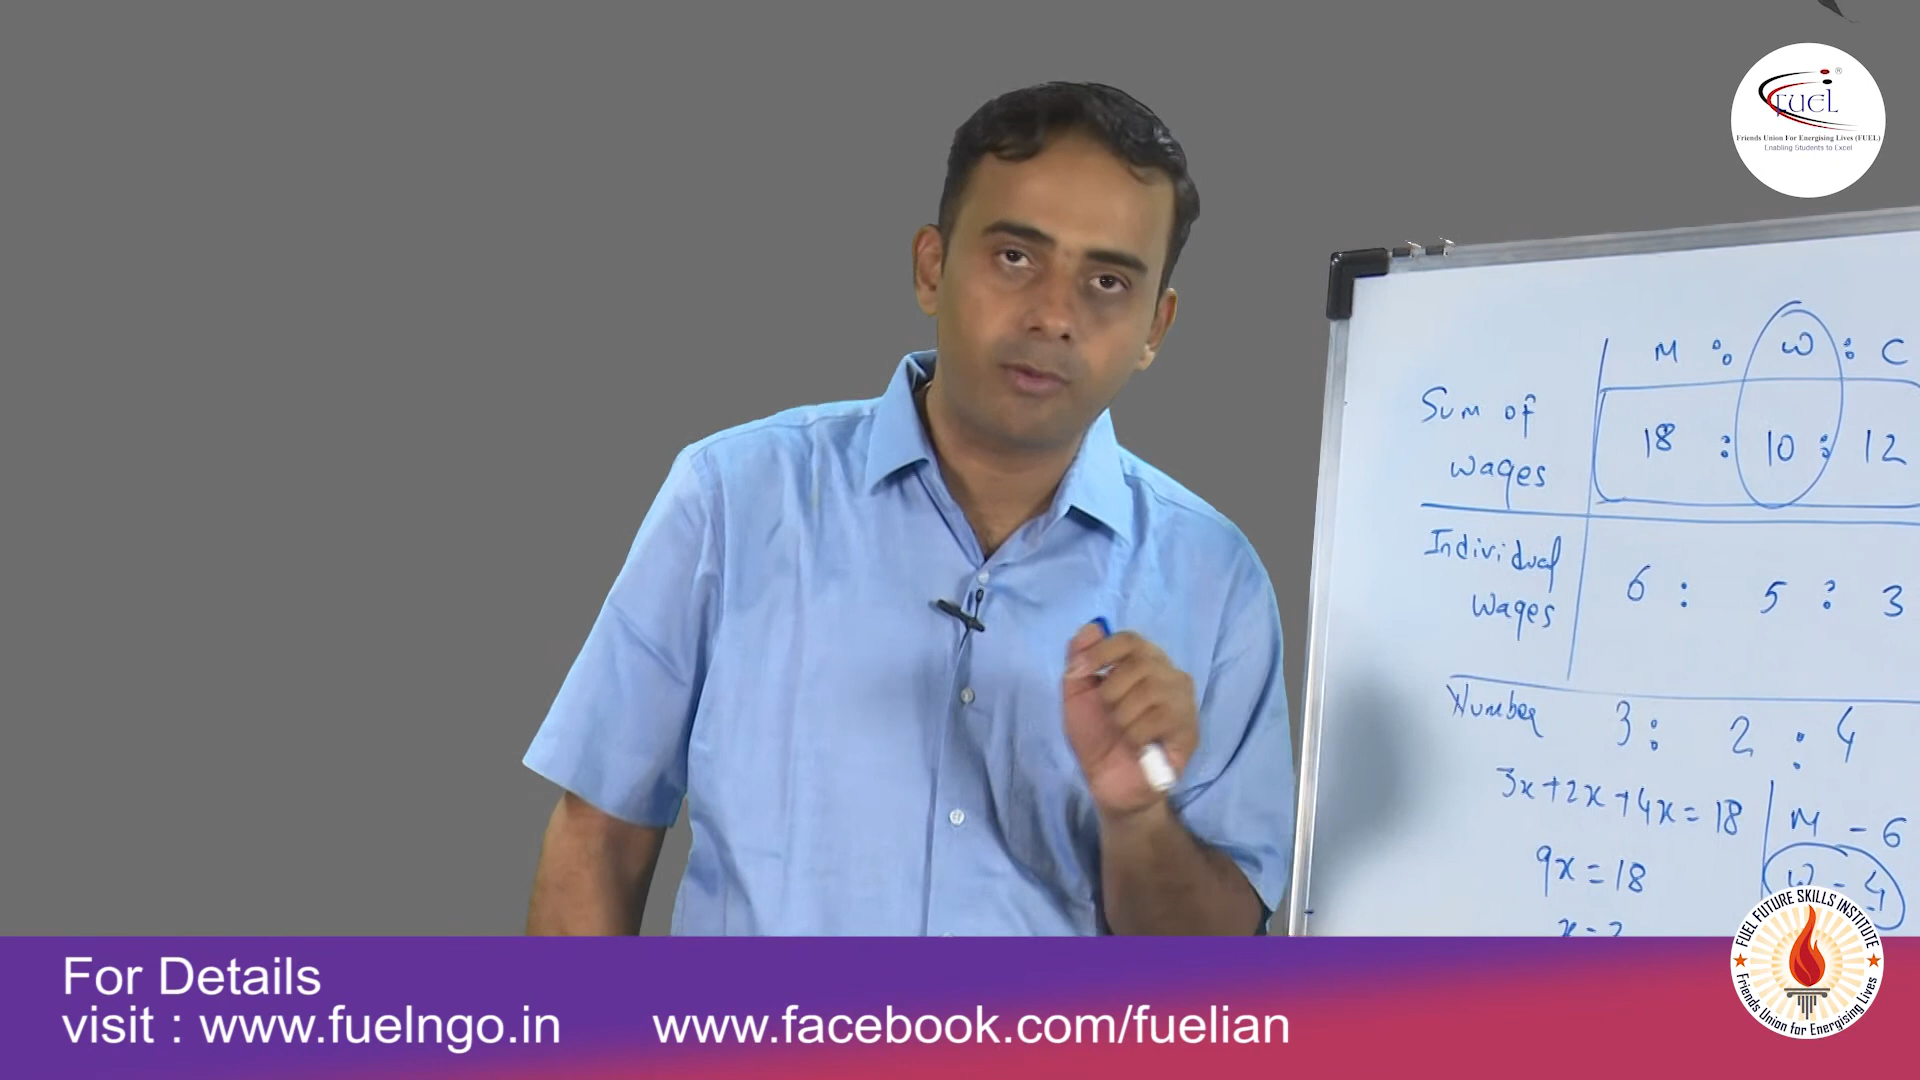 FUEL ®
Friends Union For Energising Lives (FUEL)
Enabling Students to Excel
M : W : C
Sum of
wages
18 : 10 : 12
Individual
Wages
6 : 5 : 3
Number 3 : 2 : 4
3x+2x+4x=18
M - 6
9x=18
W - 4
x=2
FUEL FUTURE SKILLS INSTITUTE
Friends Union for Energising Lives
For Details
visit : www.fuelngo.in www.facebook.com/fuelian